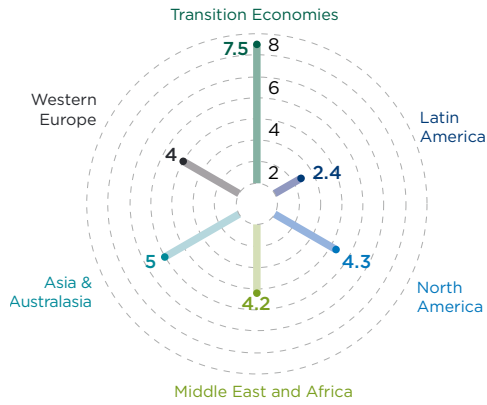 Transition Economies
7.5
8
6
4
2
Western
Europe
4
Latin
America
2.4
5
4.3
4.2
Asia &
Australasia
North
America
Middle East and Africa